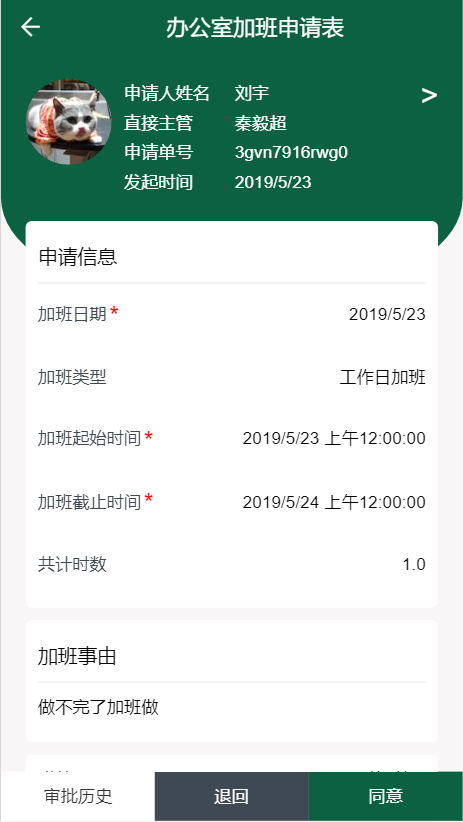 办公室加班申请表
申请人姓名 刘宇
>
直接主管 秦毅超
申请单号 3gvn7916rwg0
发起时间 2019/5/23
申请信息
加班日期* 2019/5/23
加班类型 工作日加班
加班起始时间* 2019/5/23 上午12:00:00
加班截止时间* 2019/5/24 上午12:00:00
共计时数 1.0
加班事由
做不完了加班做
审批历史 退回 同意